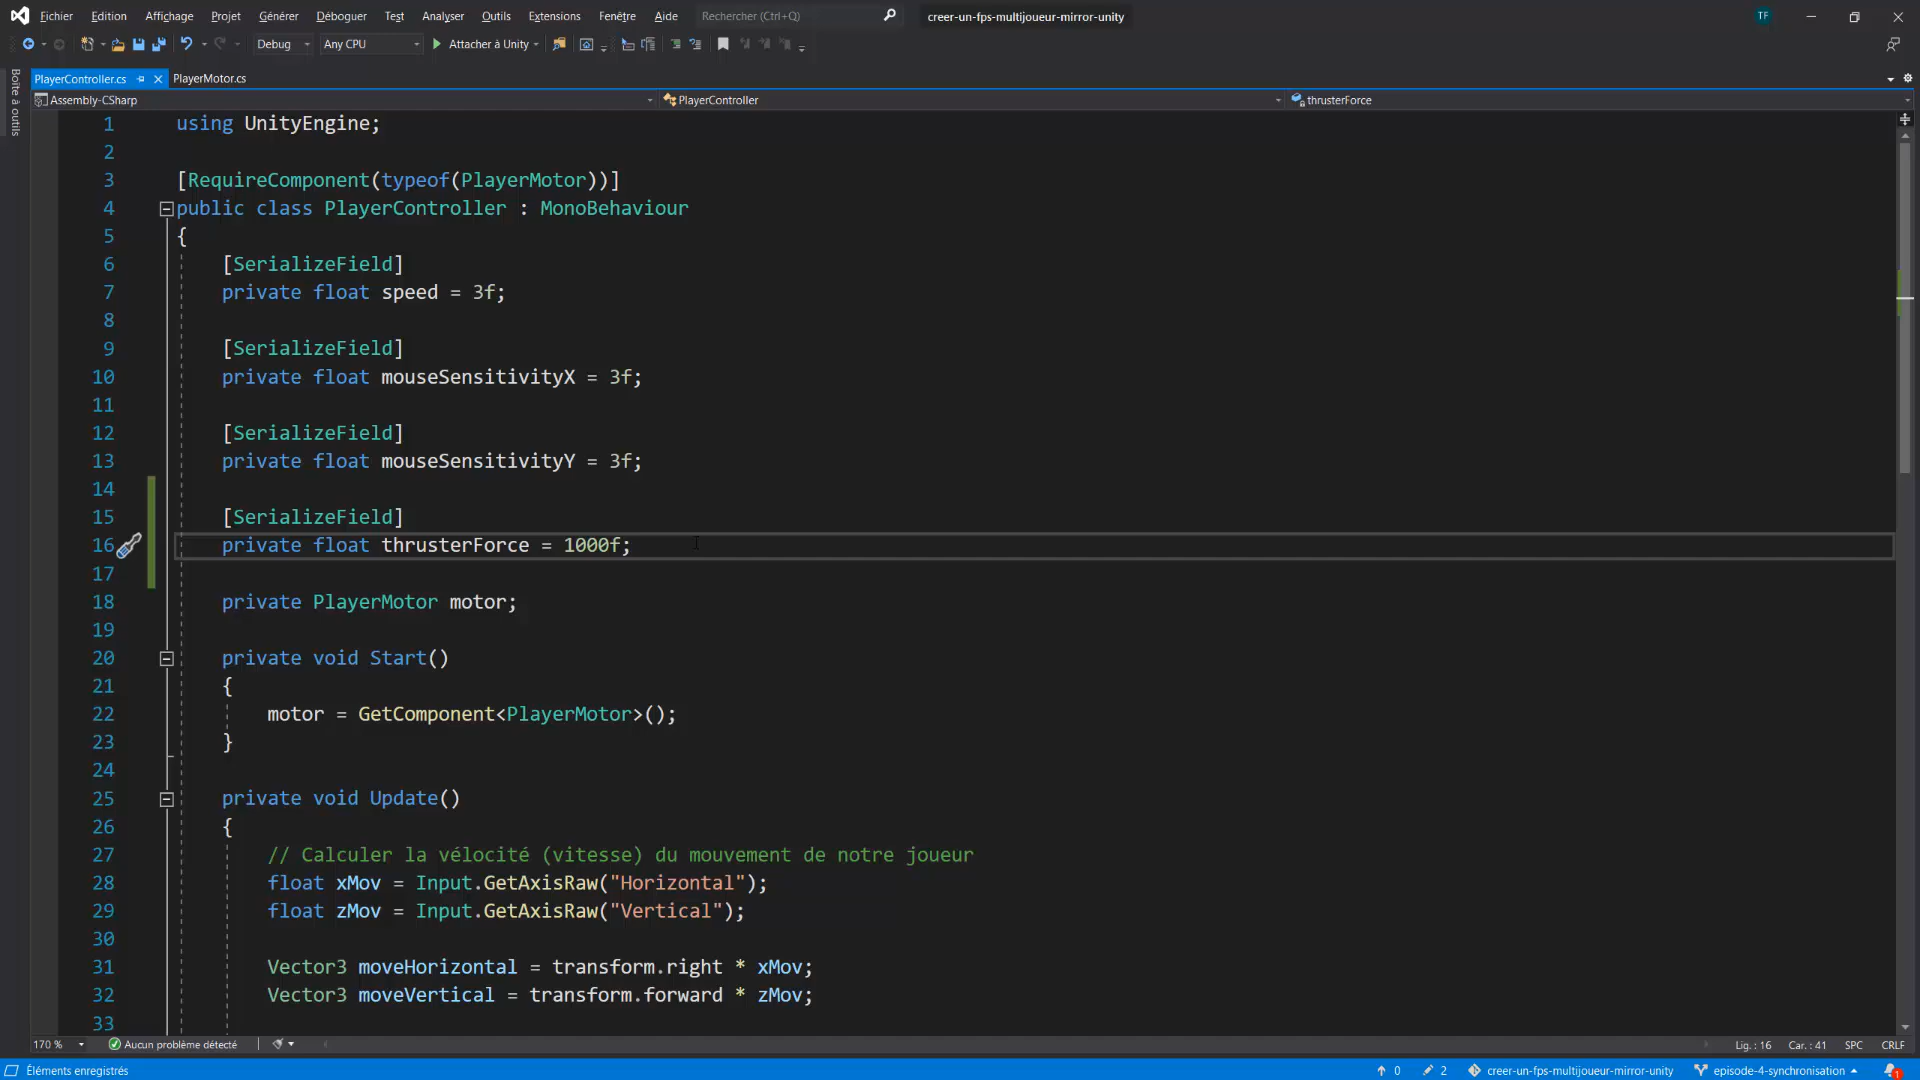 Fichier Edition Affichage Projet Générer Déboguer Test Analyser Outils Extensions Fenêtre Aide Rechercher (Ctrl+Q) creer-un-fps-multijoueur-mirror-unity TF
Debug Any CPU Attacher à Unity
Boîte à outils
PlayerController.cs PlayerMotor.cs
Assembly-CSharp PlayerController thrusterForce
1 using UnityEngine;
2
3 [RequireComponent(typeof(PlayerMotor))]
4 public class PlayerController : MonoBehaviour
5 {
6 [SerializeField]
7 private float speed = 3f;
8
9 [SerializeField]
10 private float mouseSensitivityX = 3f;
11
12 [SerializeField]
13 private float mouseSensitivityY = 3f;
14
15 [SerializeField]
16 private float thrusterForce = 1000f;
17
18 private PlayerMotor motor;
19
20 private void Start()
21 {
22 motor = GetComponent<PlayerMotor>();
23 }
24
25 private void Update()
26 {
27 // Calculer la vélocité (vitesse) du mouvement de notre joueur
28 float xMov = Input.GetAxisRaw("Horizontal");
29 float zMov = Input.GetAxisRaw("Vertical");
30
31 Vector3 moveHorizontal = transform.right * xMov;
32 Vector3 moveVertical = transform.forward * zMov;
33
170 % Aucun problème détecté Lig. : 16 Car. : 41 SPC CRLF
Éléments enregistrés 0 2 creer-un-fps-multijoueur-mirror-unity episode-4-synchronisation 1